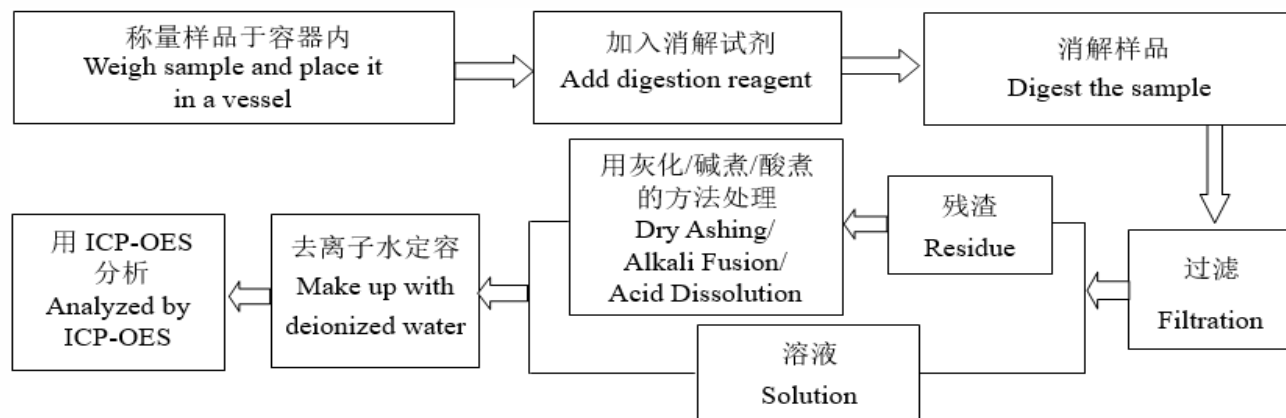 称量样品于容器内
Weigh sample and place it
in a vessel
加入消解试剂
Add digestion reagent
消解样品
Digest the sample
过滤
Filtration
残渣
Residue
用灰化/碱煮/酸煮
的方法处理
Dry Ashing/
Alkali Fusion/
Acid Dissolution
溶液
Solution
去离子水定容
Make up with
deionized water
用 ICP-OES
分析
Analyzed by
ICP-OES